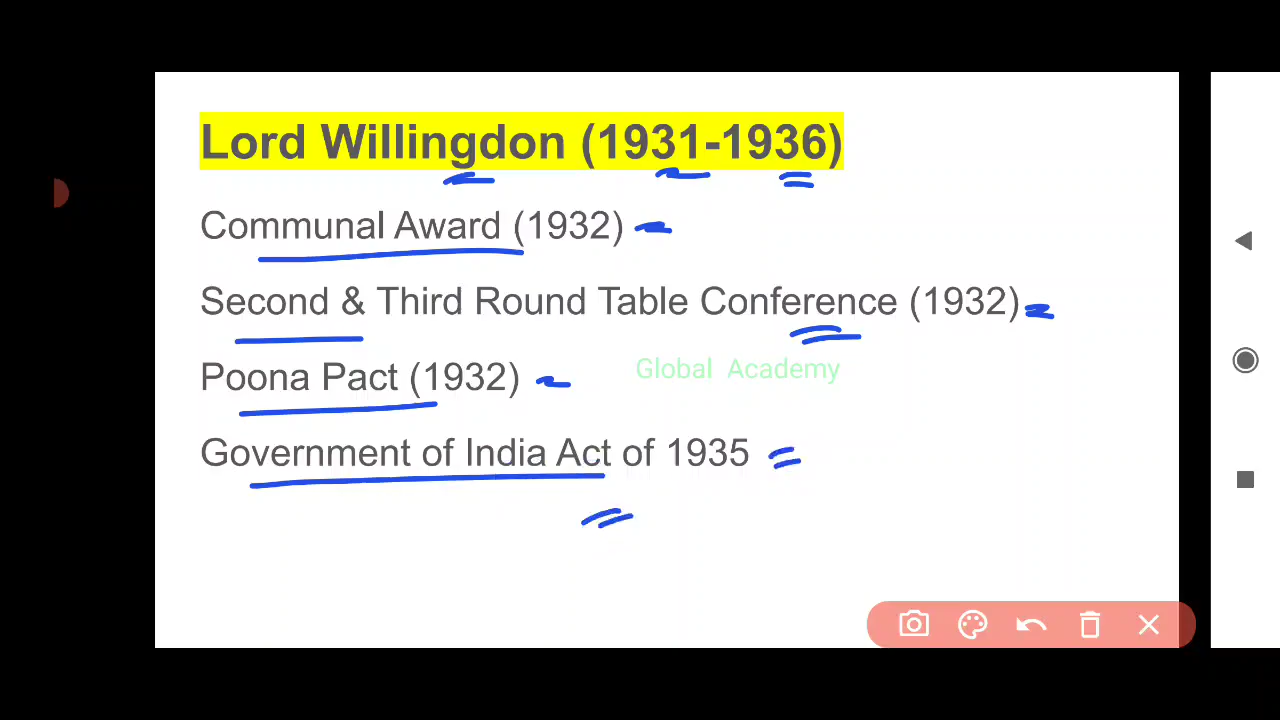 Lord Willingdon (1931-1936)
Communal Award (1932)
Second & Third Round Table Conference (1932)
Poona Pact (1932)
Global Academy
Government of India Act of 1935